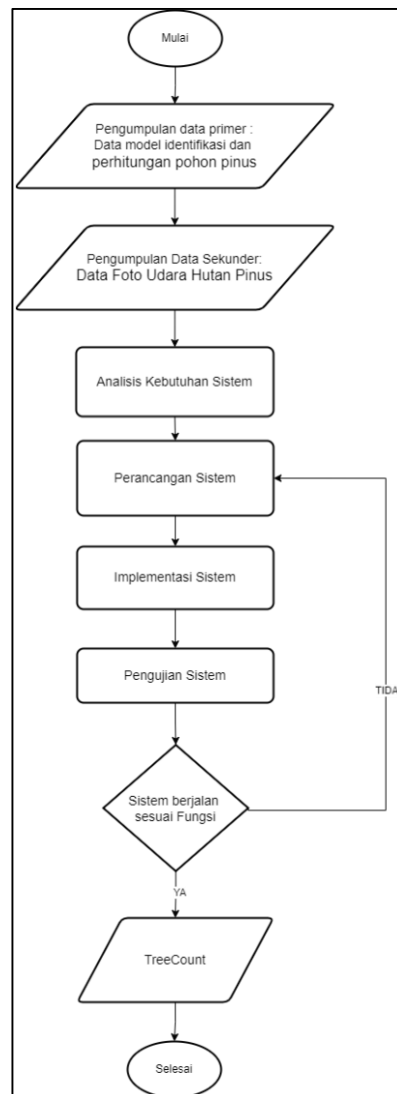 Mulai
Pengumpulan data primer :
Data model identifikasi dan
perhitungan pohon pinus
Pengumpulan Data Sekunder:
Data Foto Udara Hutan Pinus
Analisis Kebutuhan Sistem
Perancangan Sistem
Implementasi Sistem
Pengujian Sistem
TIDA
Sistem berjalan
sesuai Fungsi
YA
TreeCount
Selesai